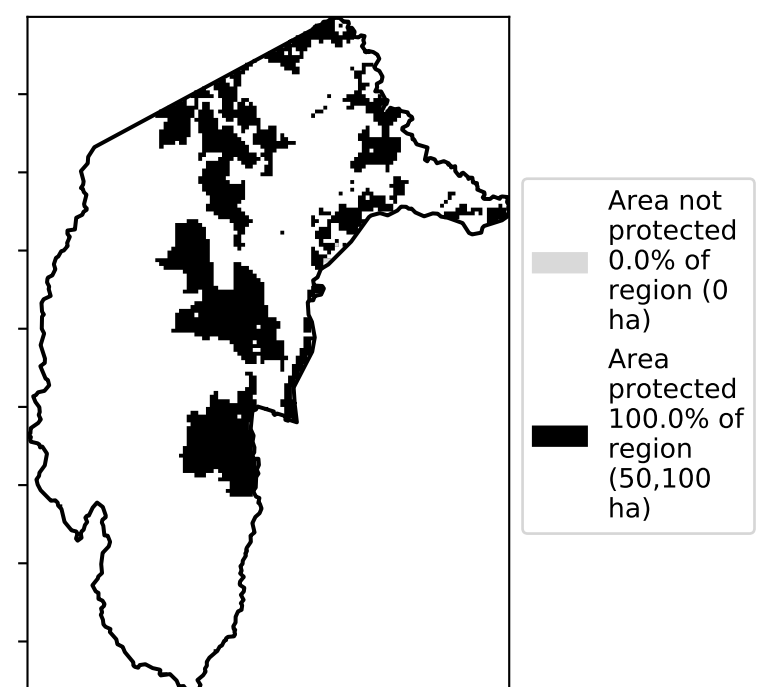 Area not
protected
0.0% of
region (0
ha)
Area
protected
100.0% of
region
(50,100
ha)